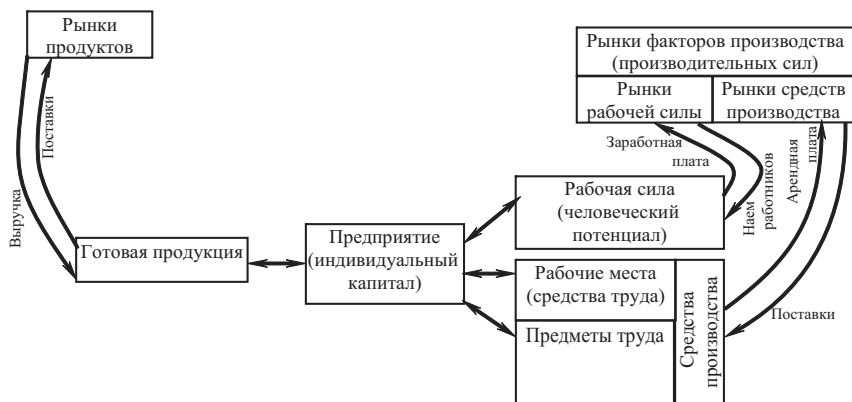 Рынки
продуктов
Рынки факторов производства
(производительных сил)
Рынки
рабочей силы
Рынки средств
производства
Поставки
Выручка
Заработная
плата
Наем
работников
Арендная
плата
Рабочая сила
(человеческий
потенциал)
Готовая продукция
Предприятие
(индивидуальный
капитал)
Рабочие места
(средства труда)
Предметы труда
Средства
производства
Поставки